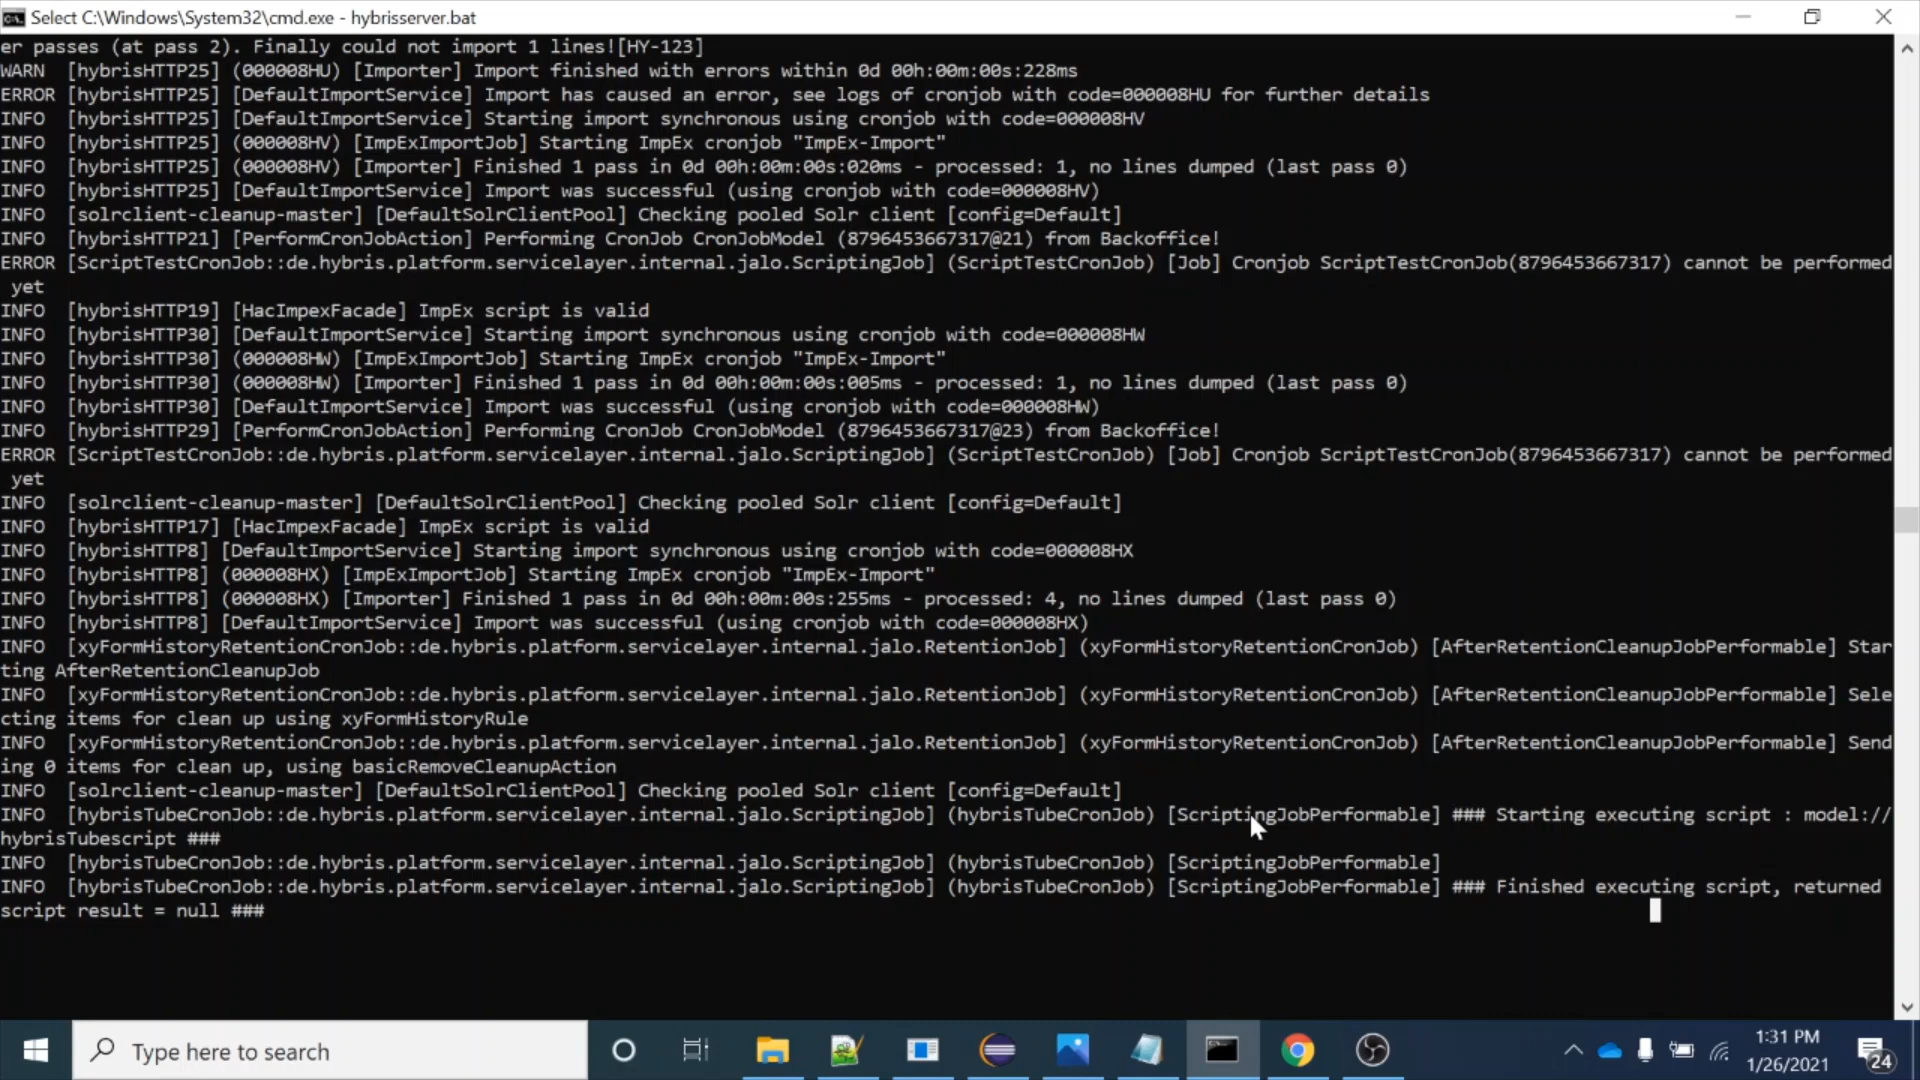 Select C:\Windows\System32\cmd.exe - hybrisserver.bat
er passes (at pass 2). Finally could not import 1 lines![HY-123]
WARN  [hybrisHTTP25] (000008HU) [Importer] Import finished with errors within 0d 00h:00m:00s:228ms
ERROR [hybrisHTTP25] [DefaultImportService] Import has caused an error, see logs of cronjob with code=000008HU for further details
INFO  [hybrisHTTP25] [DefaultImportService] Starting import synchronous using cronjob with code=000008HV
INFO  [hybrisHTTP25] (000008HV) [ImpExImportJob] Starting ImpEx cronjob "ImpEx-Import"
INFO  [hybrisHTTP25] (000008HV) [Importer] Finished 1 pass in 0d 00h:00m:00s:020ms - processed: 1, no lines dumped (last pass 0)
INFO  [hybrisHTTP25] [DefaultImportService] Import was successful (using cronjob with code=000008HV)
INFO  [solrclient-cleanup-master] [DefaultSolrClientPool] Checking pooled Solr client [config=Default]
INFO  [hybrisHTTP21] [PerformCronJobAction] Performing CronJob CronJobModel (8796453667317@21) from Backoffice!
ERROR [ScriptTestCronJob::de.hybris.platform.servicelayer.internal.jalo.ScriptingJob] (ScriptTestCronJob) [Job] Cronjob ScriptTestCronJob(8796453667317) cannot be performed
 yet
INFO  [hybrisHTTP19] [HacImpexFacade] ImpEx script is valid
INFO  [hybrisHTTP30] [DefaultImportService] Starting import synchronous using cronjob with code=000008HW
INFO  [hybrisHTTP30] (000008HW) [ImpExImportJob] Starting ImpEx cronjob "ImpEx-Import"
INFO  [hybrisHTTP30] (000008HW) [Importer] Finished 1 pass in 0d 00h:00m:00s:005ms - processed: 1, no lines dumped (last pass 0)
INFO  [hybrisHTTP30] [DefaultImportService] Import was successful (using cronjob with code=000008HW)
INFO  [hybrisHTTP29] [PerformCronJobAction] Performing CronJob CronJobModel (8796453667317@23) from Backoffice!
ERROR [ScriptTestCronJob::de.hybris.platform.servicelayer.internal.jalo.ScriptingJob] (ScriptTestCronJob) [Job] Cronjob ScriptTestCronJob(8796453667317) cannot be performed
 yet
INFO  [solrclient-cleanup-master] [DefaultSolrClientPool] Checking pooled Solr client [config=Default]
INFO  [hybrisHTTP17] [HacImpexFacade] ImpEx script is valid
INFO  [hybrisHTTP8] [DefaultImportService] Starting import synchronous using cronjob with code=000008HX
INFO  [hybrisHTTP8] (000008HX) [ImpExImportJob] Starting ImpEx cronjob "ImpEx-Import"
INFO  [hybrisHTTP8] (000008HX) [Importer] Finished 1 pass in 0d 00h:00m:00s:255ms - processed: 4, no lines dumped (last pass 0)
INFO  [hybrisHTTP8] [DefaultImportService] Import was successful (using cronjob with code=000008HX)
INFO  [xyFormHistoryRetentionCronJob::de.hybris.platform.servicelayer.internal.jalo.RetentionJob] (xyFormHistoryRetentionCronJob) [AfterRetentionCleanupJobPerformable] Star
ting AfterRetentionCleanupJob
INFO  [xyFormHistoryRetentionCronJob::de.hybris.platform.servicelayer.internal.jalo.RetentionJob] (xyFormHistoryRetentionCronJob) [AfterRetentionCleanupJobPerformable] Sele
cting items for clean up using xyFormHistoryRule
INFO  [xyFormHistoryRetentionCronJob::de.hybris.platform.servicelayer.internal.jalo.RetentionJob] (xyFormHistoryRetentionCronJob) [AfterRetentionCleanupJobPerformable] Send
ing 0 items for clean up, using basicRemoveCleanupAction
INFO  [solrclient-cleanup-master] [DefaultSolrClientPool] Checking pooled Solr client [config=Default]
INFO  [hybrisTubeCronJob::de.hybris.platform.servicelayer.internal.jalo.ScriptingJob] (hybrisTubeCronJob) [ScriptingJobPerformable] ### Starting executing script : model://
hybrisTubescript ###
INFO  [hybrisTubeCronJob::de.hybris.platform.servicelayer.internal.jalo.ScriptingJob] (hybrisTubeCronJob) [ScriptingJobPerformable]
INFO  [hybrisTubeCronJob::de.hybris.platform.servicelayer.internal.jalo.ScriptingJob] (hybrisTubeCronJob) [ScriptingJobPerformable] ### Finished executing script, returned
script result = null ###
Type here to search
1:31 PM
1/26/2021
24